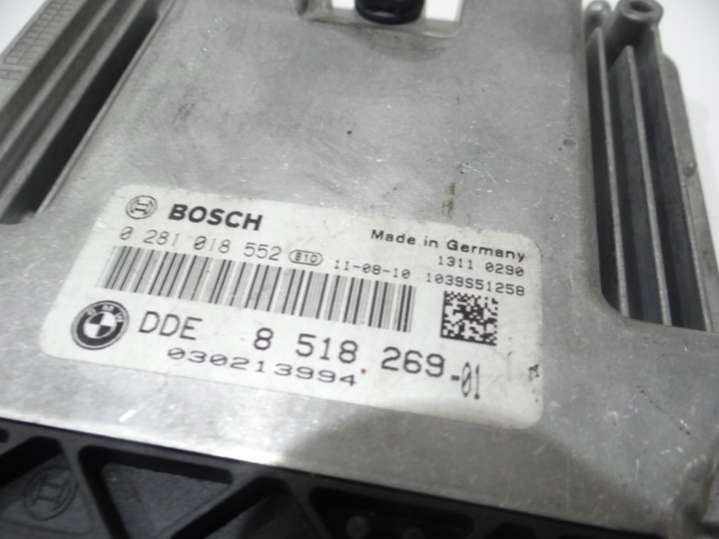 BOSCH
Made in Germany
0 281 018 552 B10 11-08-10
1311 0290
1039S51258
DDE 8 518 269-01
030213994